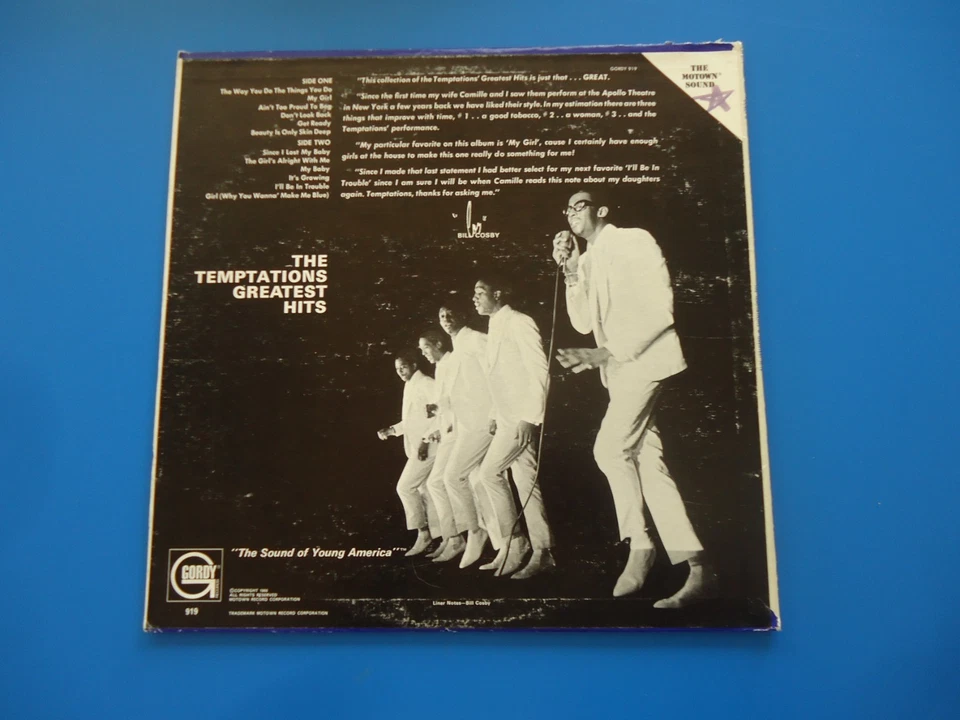 SIDE ONE
The Way You Do The Things You Do
My Girl
Ain't Too Proud To Beg
Don't Look Back
Get Ready
Beauty Is Only Skin Deep
SIDE TWO
Since I Lost My Baby
The Girl's Alright With Me
My Baby
It's Growing
I'll Be In Trouble
Girl (Why You Wanna' Make Me Blue)
"This collection of the Temptations' Greatest Hits is just that . . . GREAT.
"Since the first time my wife Camille and I saw them perform at the Apollo Theatre
in New York a few years back we have liked their style. In my estimation there are three
things that improve with time, #1 . . a good tobacco, #2 . . a woman, #3 . . and the
Temptations' performance.
"My particular favorite on this album is 'My Girl', cause I certainly have enough
girls at the house to make this one really do something for me!
"Since I made that last statement I had better select for my next favorite 'I'll Be In
Trouble' since I am sure I will be when Camille reads this note about my daughters
again. Temptations, thanks for asking me."
BILL COSBY
GORDY 919
THE
MOTOWN
SOUND
THE
TEMPTATIONS
GREATEST
HITS
"The Sound of Young America"™
GORDY
919
ALL RIGHTS RESERVED
MOTOWN RECORD CORPORATION
TRADEMARK MOTOWN RECORD CORPORATION
Liner Notes—Bill Cosby